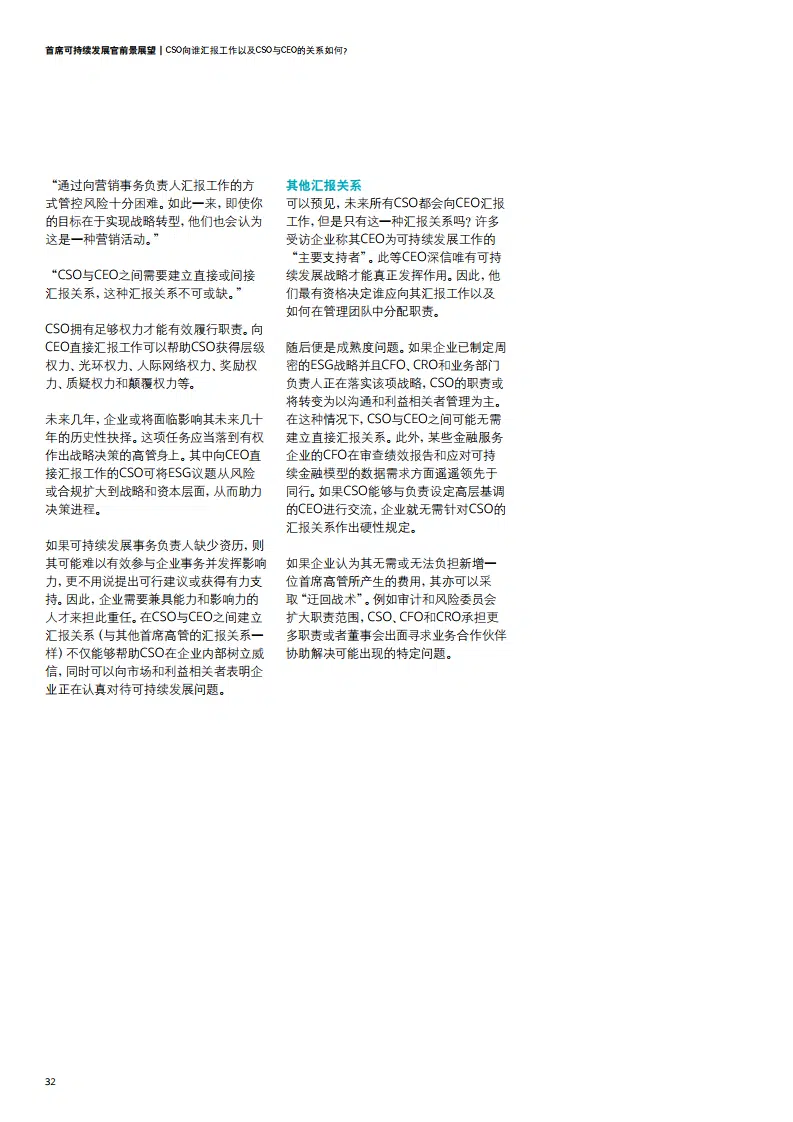 首席可持续发展官前景展望 | CSO向谁汇报工作以及CSO与CEO的关系如何?
“通过向营销事务负责人汇报工作的方
式管控风险十分困难。如此一来，即使你
的目标在于实现战略转型，他们也会认为
这是一种营销活动。”
“CSO与CEO之间需要建立直接或间接
汇报关系，这种汇报关系不可或缺。”
CSO拥有足够权力才能有效履行职责。向
CEO直接汇报工作可以帮助CSO获得层级
权力、光环权力、人际网络权力、奖励权
力、质疑权力和颠覆权力等。
未来几年，企业或将面临影响其未来几十
年的历史性抉择。这项任务应当落到有权
作出战略决策的高管身上。其中向CEO直
接汇报工作的CSO可将ESG议题从风险
或合规扩大到战略和资本层面，从而助力
决策进程。
如果可持续发展事务负责人缺少资历，则
其可能难以有效参与企业事务并发挥影响
力，更不用说提出可行建议或获得有力支
持。因此，企业需要兼具能力和影响力的
人才来担此重任。在CSO与CEO之间建立
汇报关系（与其他首席高管的汇报关系一
样）不仅能够帮助CSO在企业内部树立威
信，同时可以向市场和利益相关者表明企
业正在认真对待可持续发展问题。
其他汇报关系
可以预见，未来所有CSO都会向CEO汇报
工作，但是只有这一种汇报关系吗？许多
受访企业称其CEO为可持续发展工作的
“主要支持者”。此等CEO深信唯有可持
续发展战略才能真正发挥作用。因此，他
们最有资格决定谁应向其汇报工作以及
如何在管理团队中分配职责。
随后便是成熟度问题。如果企业已制定周
密的ESG战略并且CFO、CRO和业务部门
负责人正在落实该项战略，CSO的职责或
将转变为以沟通和利益相关者管理为主。
在这种情况下，CSO与CEO之间可能无需
建立直接汇报关系。此外，某些金融服务
企业的CFO在审查绩效报告和应对可持
续金融模型的数据需求方面遥遥领先于
同行。如果CSO能够与负责设定高层基调
的CEO进行交流，企业就无需针对CSO的
汇报关系作出硬性规定。
如果企业认为其无需或无法负担新增一
位首席高管所产生的费用，其亦可以采
取“迂回战术”。例如审计和风险委员会
扩大职责范围，CSO、CFO和CRO承担更
多职责或者董事会出面寻求业务合作伙伴
协助解决可能出现的特定问题。
32